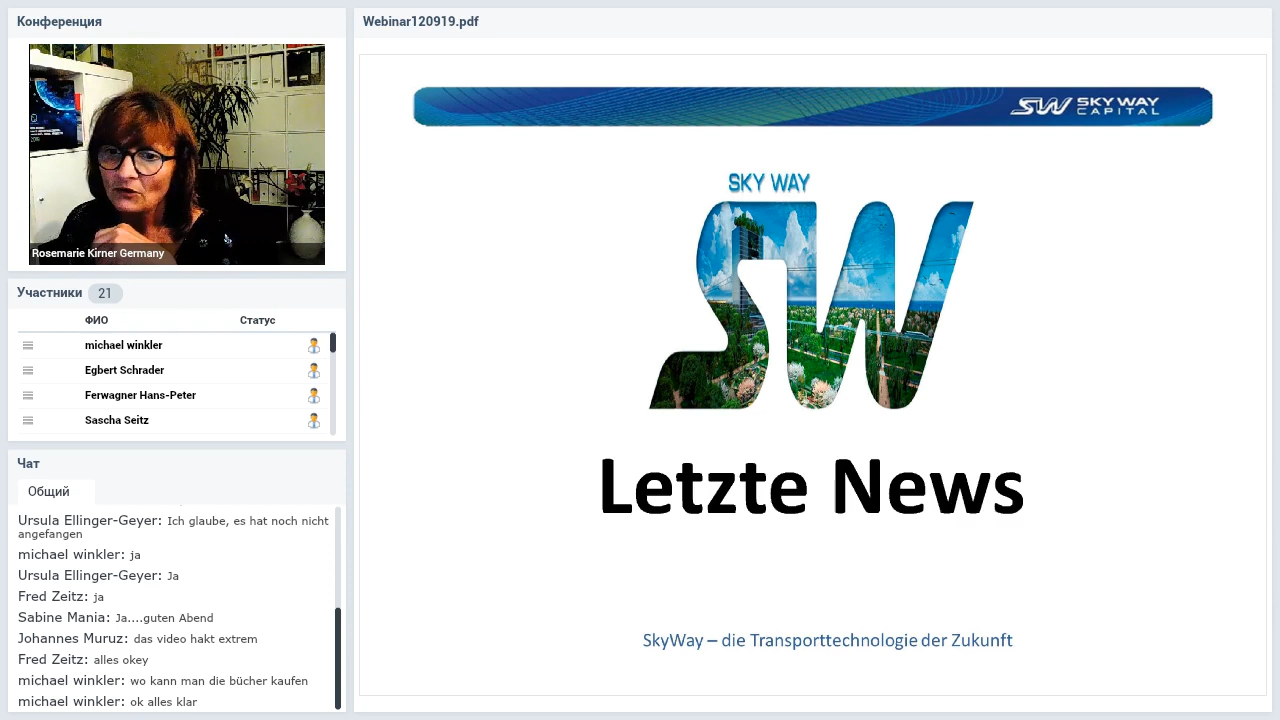 Конференция
Rosemarie Kirner Germany
Участники 21
ФИО Статус
michael winkler
Egbert Schrader
Ferwagner Hans-Peter
Sascha Seitz
Чат
Общий
Ursula Ellinger-Geyer: Ich glaube, es hat noch nicht
angefangen
michael winkler: ja
Ursula Ellinger-Geyer: Ja
Fred Zeitz: ja
Sabine Mania: Ja....guten Abend
Johannes Muruz: das video hakt extrem
Fred Zeitz: alles okey
michael winkler: wo kann man die bücher kaufen
michael winkler: ok alles klar
Webinar120919.pdf
SW SKY WAY
CAPITAL
SKY WAY
SW
Letzte News
SkyWay – die Transporttechnologie der Zukunft